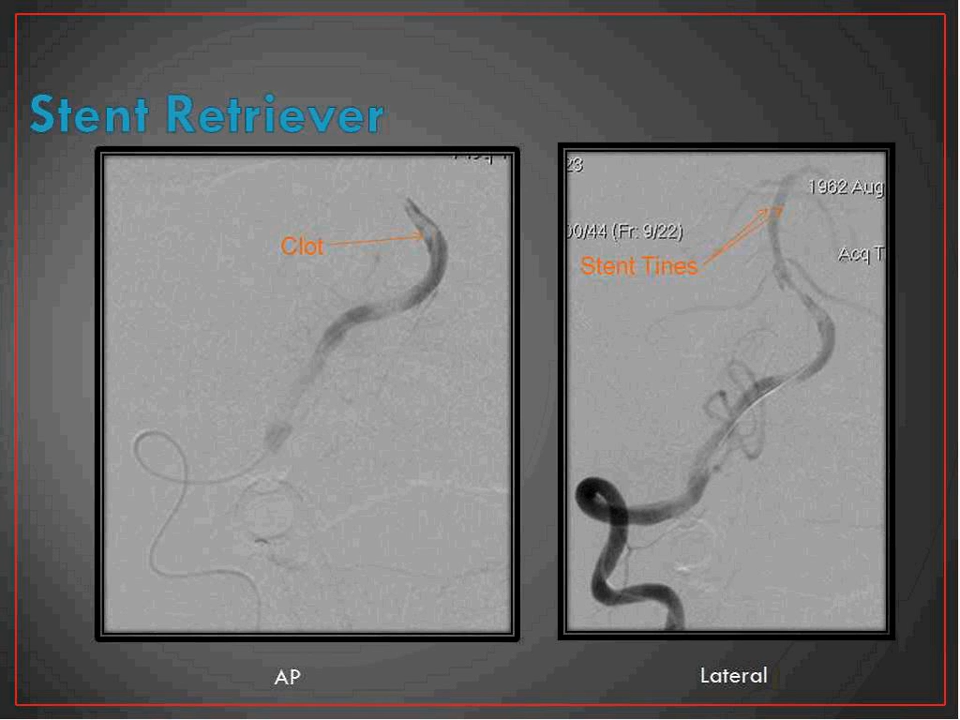 Stent Retriever
Clot
23
1962 Aug
00/44 (Fr: 9/22)
Acq T
Stent Tines
AP
Lateral